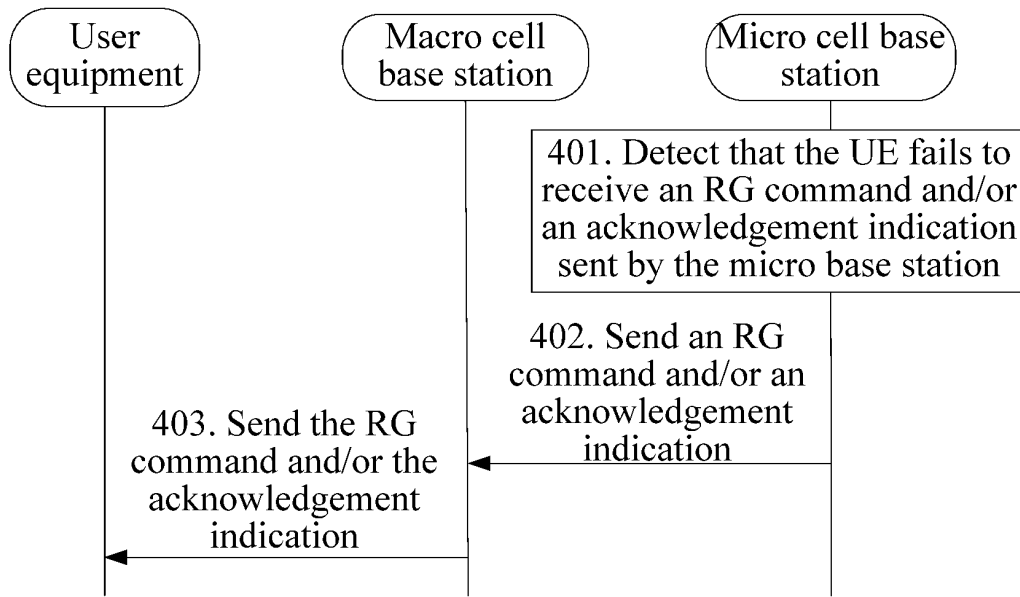 User
equipment
Macro cell
base station
Micro cell base
station
401. Detect that the UE fails to
receive an RG command and/or
an acknowledgement indication
sent by the micro base station
402. Send an RG
command and/or an
acknowledgement
indication
403. Send the RG
command and/or the
acknowledgement
indication